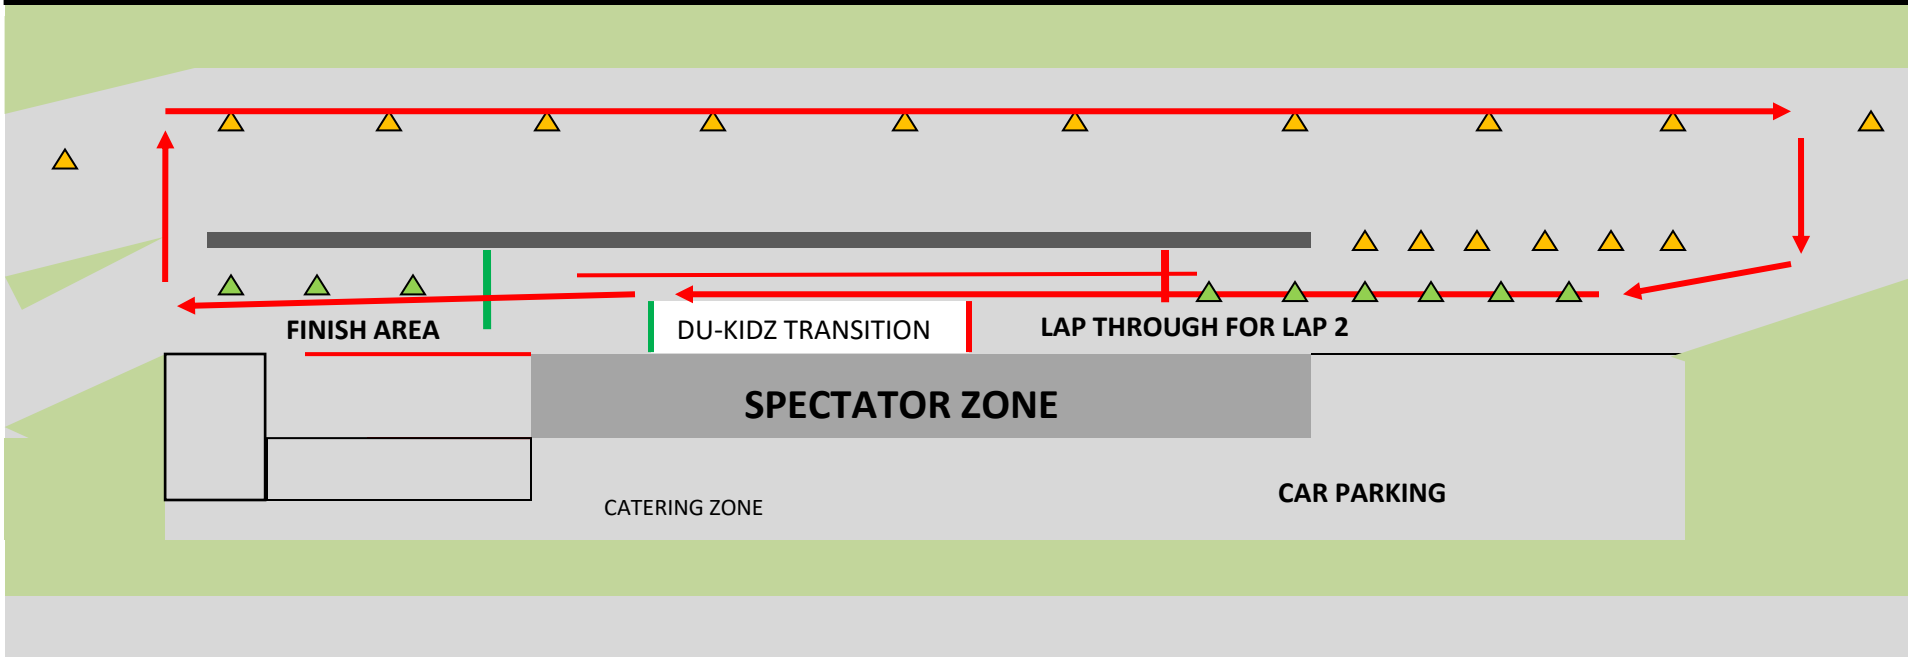 FINISH AREA
DU-KIDZ TRANSITION
LAP THROUGH FOR LAP 2
SPECTATOR ZONE
CAR PARKING
CATERING ZONE